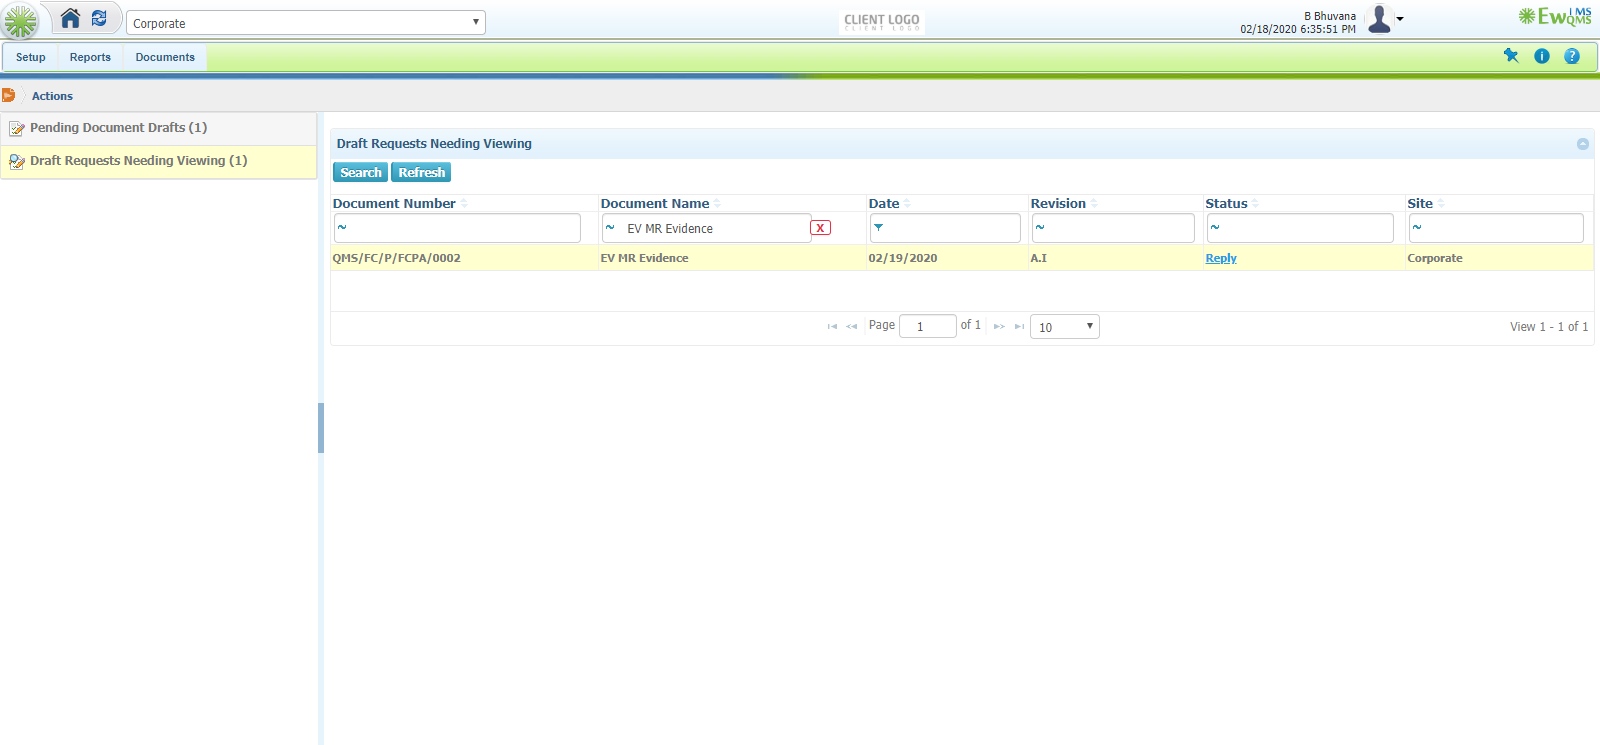 Corporate
CLIENT LOGO
CLIENT LOGO
B Bhuvana
02/18/2020 6:35:51 PM
Ew IMS QMS
Setup Reports Documents
Actions
Pending Document Drafts (1)
Draft Requests Needing Viewing (1)
Draft Requests Needing Viewing
Search Refresh
Document Number Document Name Date Revision Status Site
~ ~ EV MR Evidence X ~ ~ ~
QMS/FC/P/FCPA/0002 EV MR Evidence 02/19/2020 A.I Reply Corporate
Page 1 of 1 10 View 1 - 1 of 1